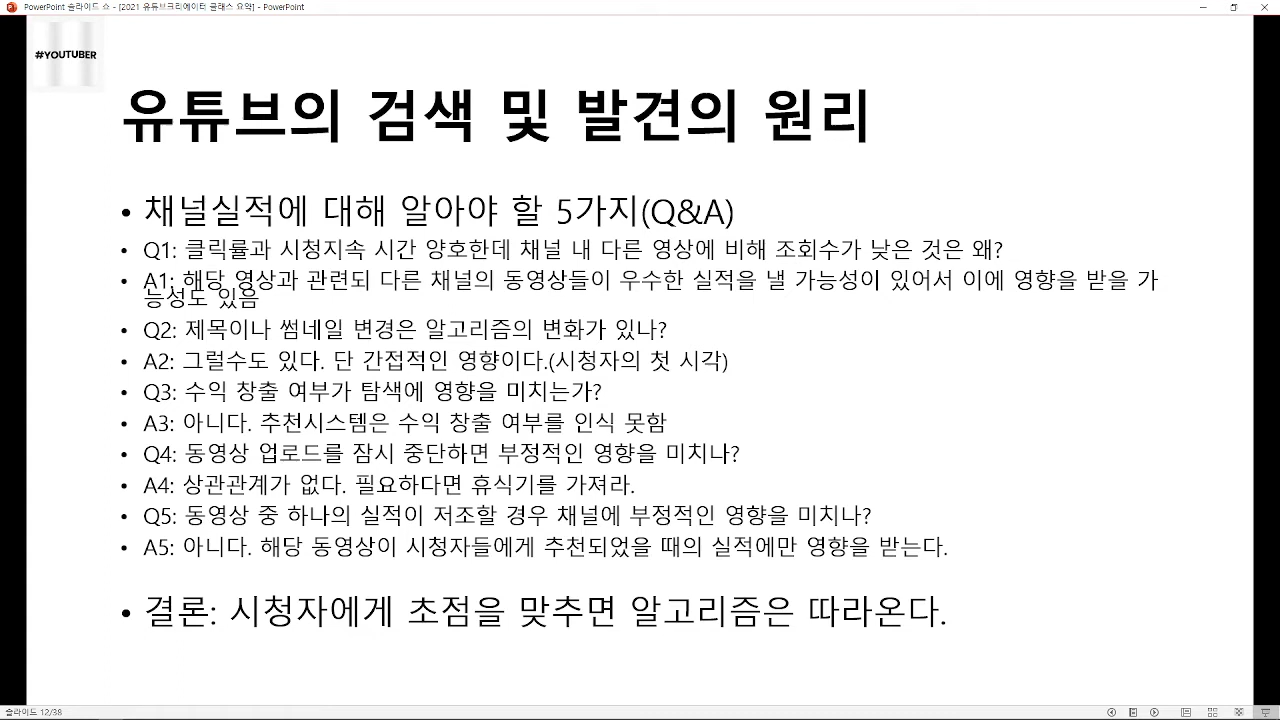 PowerPoint 슬라이드 쇼 - [2021 유튜브크리에이터 클래스 요약] - PowerPoint
#YOUTUBER
유튜브의 검색 및 발견의 원리
• 채널실적에 대해 알아야 할 5가지(Q&A)
• Q1: 클릭률과 시청지속 시간 양호한데 채널 내 다른 영상에 비해 조회수가 낮은 것은 왜?
• A1: 해당 영상과 관련되 다른 채널의 동영상들이 우수한 실적을 낼 가능성이 있어서 이에 영향을 받을 가
능성도 있음
• Q2: 제목이나 썸네일 변경은 알고리즘의 변화가 있나?
• A2: 그럴수도 있다. 단 간접적인 영향이다.(시청자의 첫 시각)
• Q3: 수익 창출 여부가 탐색에 영향을 미치는가?
• A3: 아니다. 추천시스템은 수익 창출 여부를 인식 못함
• Q4: 동영상 업로드를 잠시 중단하면 부정적인 영향을 미치나?
• A4: 상관관계가 없다. 필요하다면 휴식기를 가져라.
• Q5: 동영상 중 하나의 실적이 저조할 경우 채널에 부정적인 영향을 미치나?
• A5: 아니다. 해당 동영상이 시청자들에게 추천되었을 때의 실적에만 영향을 받는다.
• 결론: 시청자에게 초점을 맞추면 알고리즘은 따라온다.
슬라이드 12/38